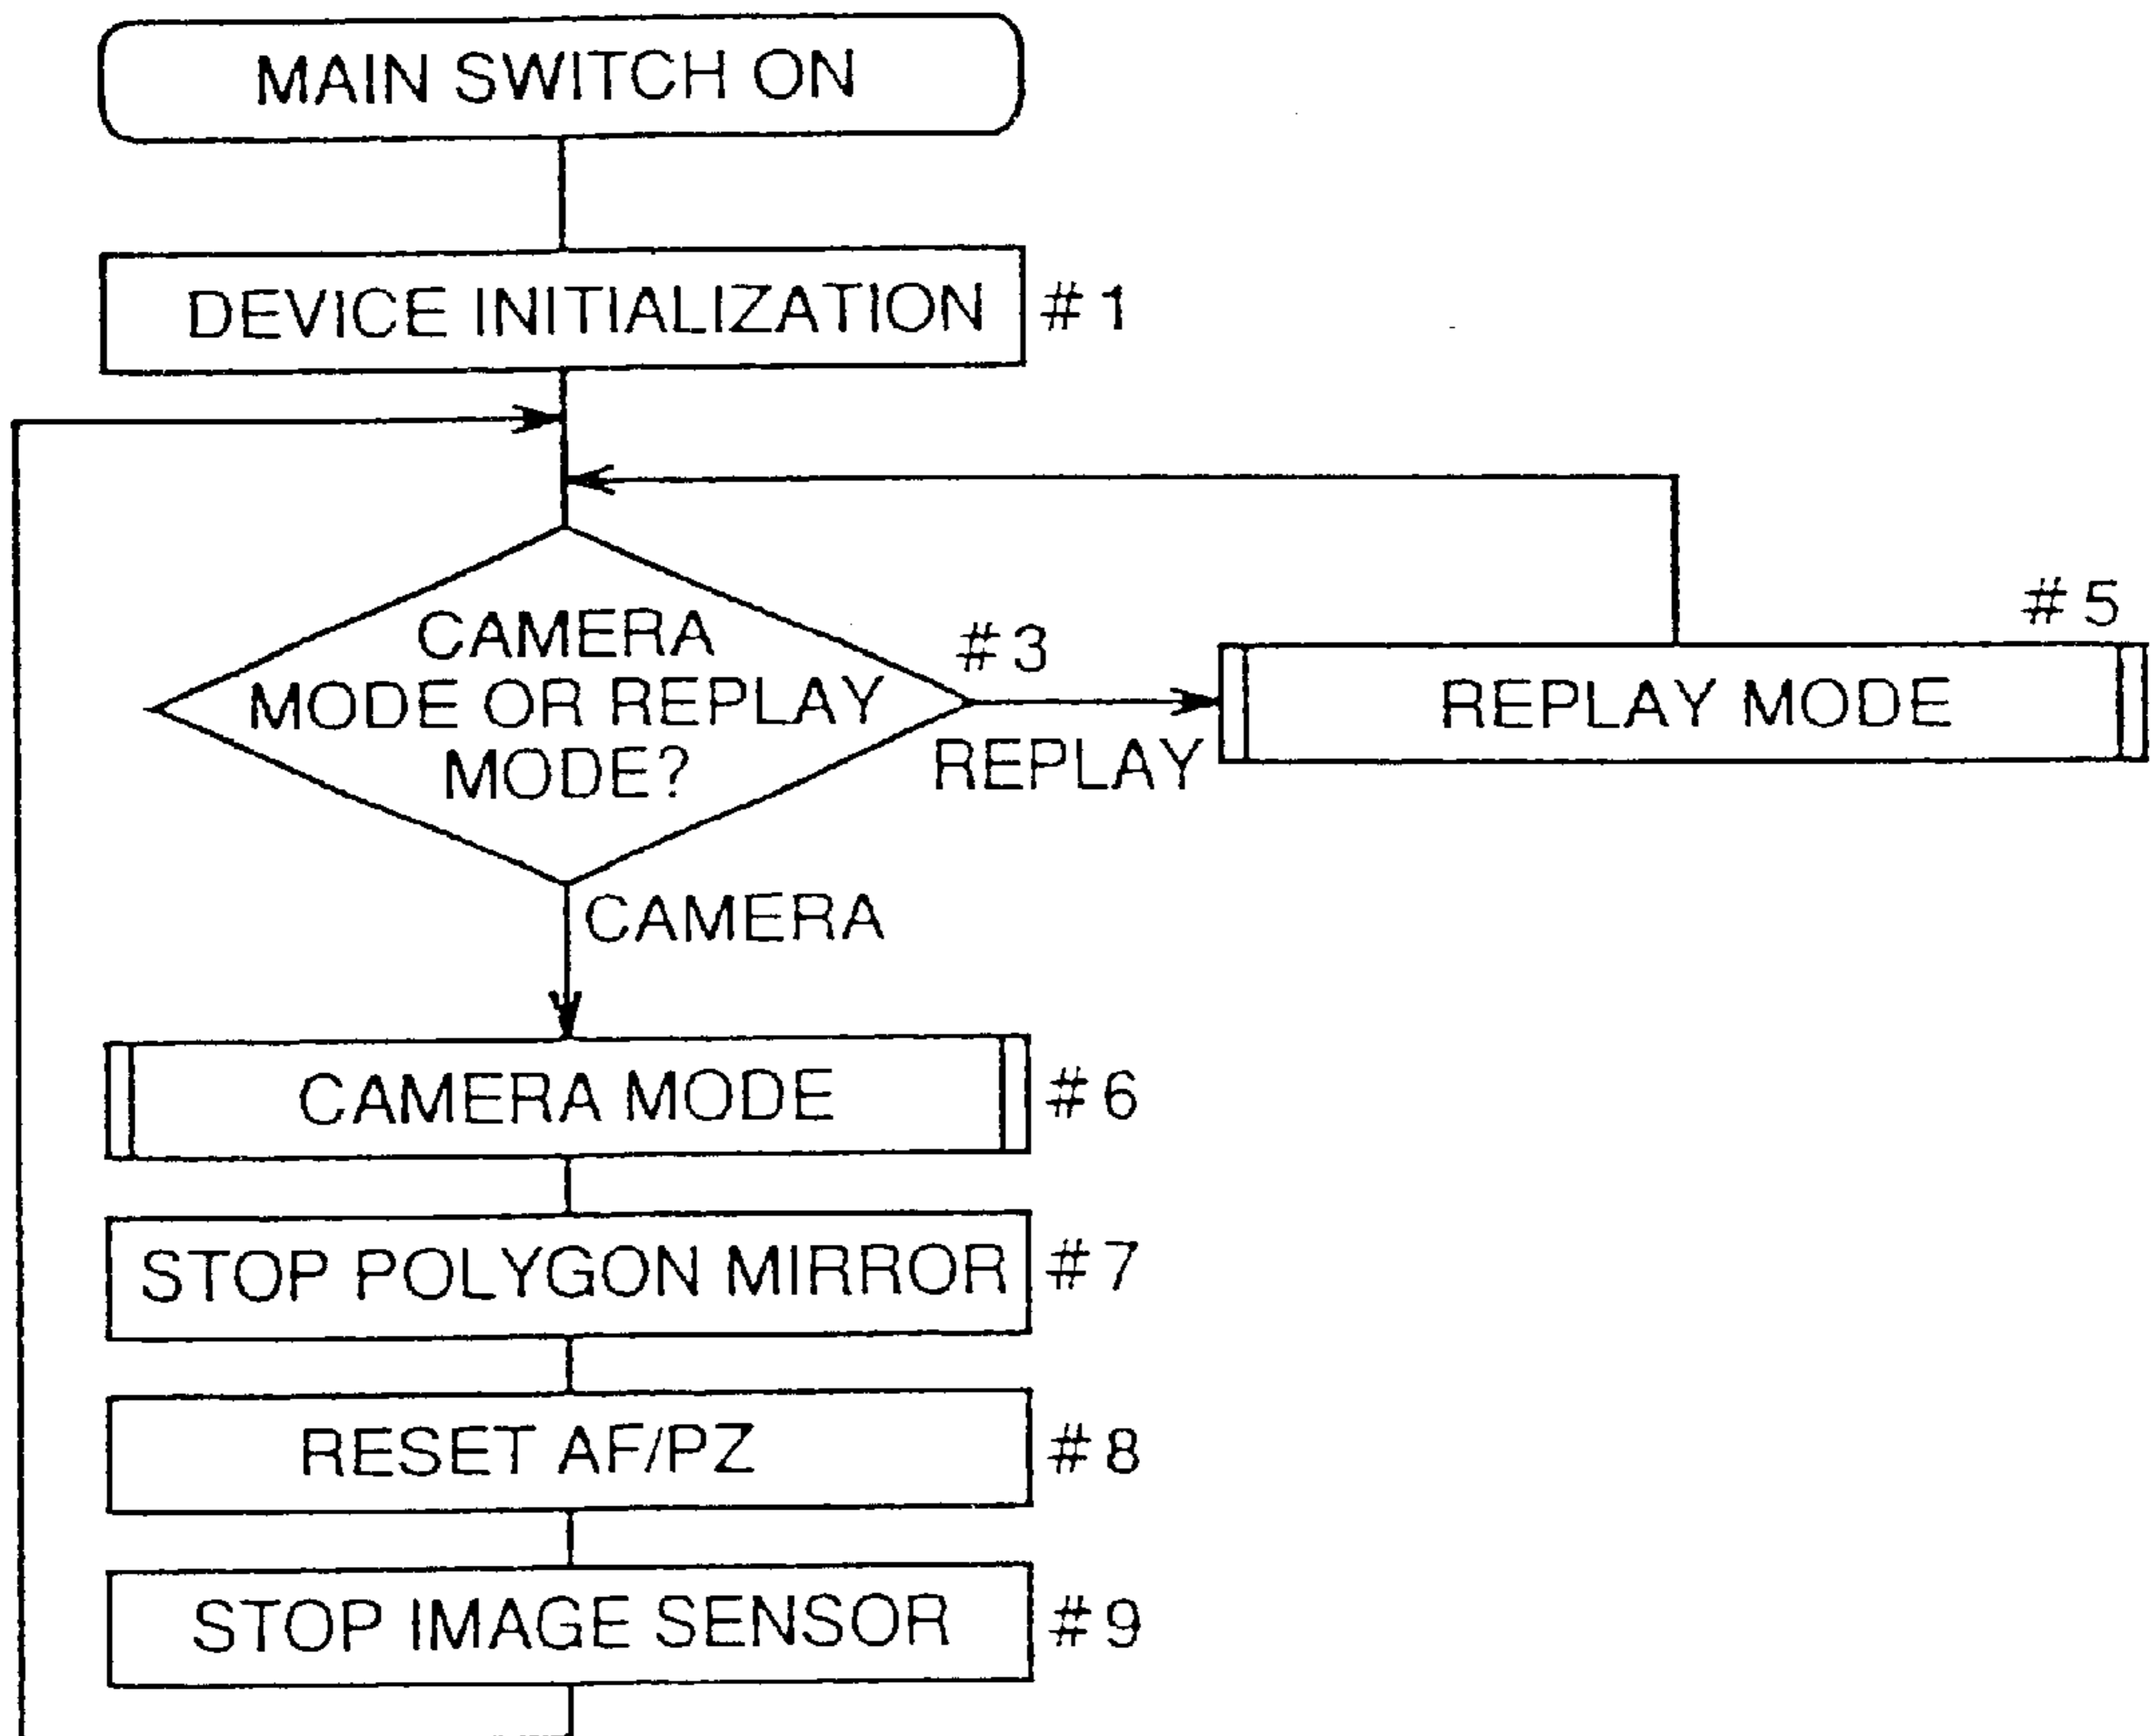 MAIN SWITCH ON
DEVICE INITIALIZATION #1
CAMERA
MODE OR REPLAY
MODE?
#3
REPLAY
#5
REPLAY MODE
CAMERA
CAMERA MODE #6
STOP POLYGON MIRROR #7
RESET AF/PZ #8
STOP IMAGE SENSOR #9